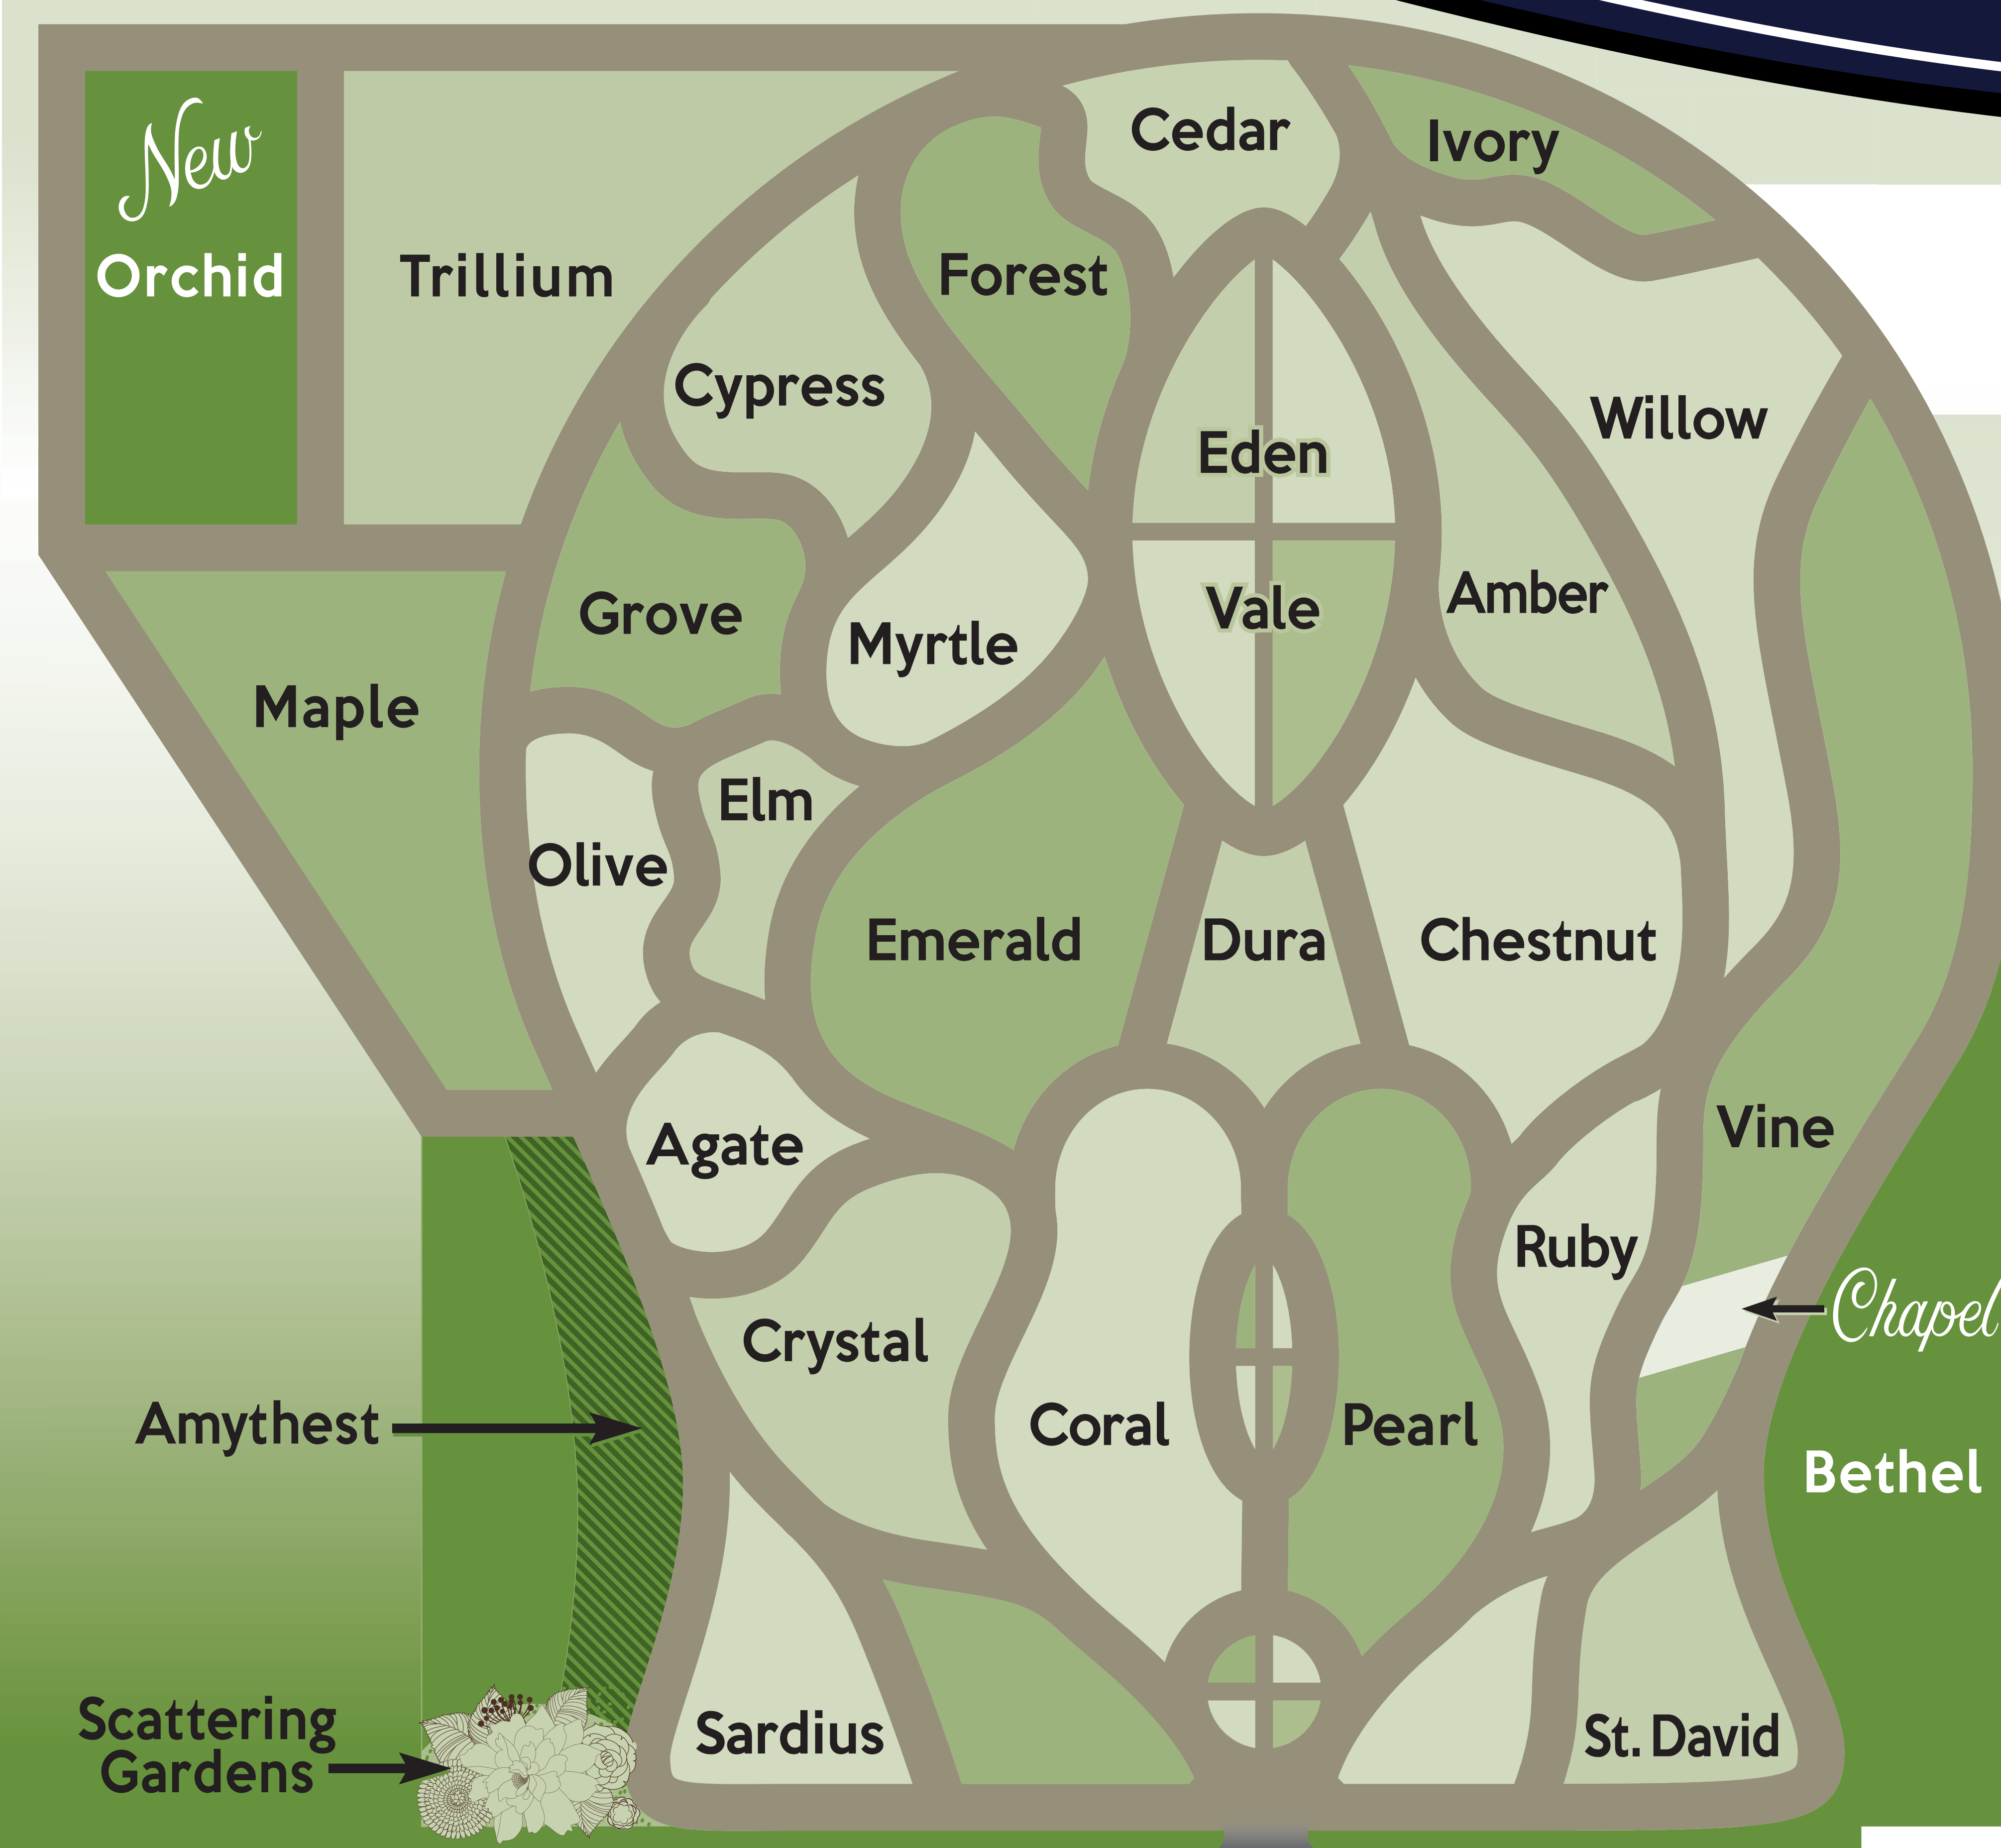 New
Orchid
Trillium
Cedar
Ivory
Forest
Cypress
Willow
Eden
Vale
Amber
Grove
Myrtle
Maple
Elm
Olive
Emerald
Dura
Chestnut
Agate
Vine
Ruby
Chapel
Crystal
Amythest
Coral
Pearl
Bethel
Scattering
Gardens
Sardius
St. David